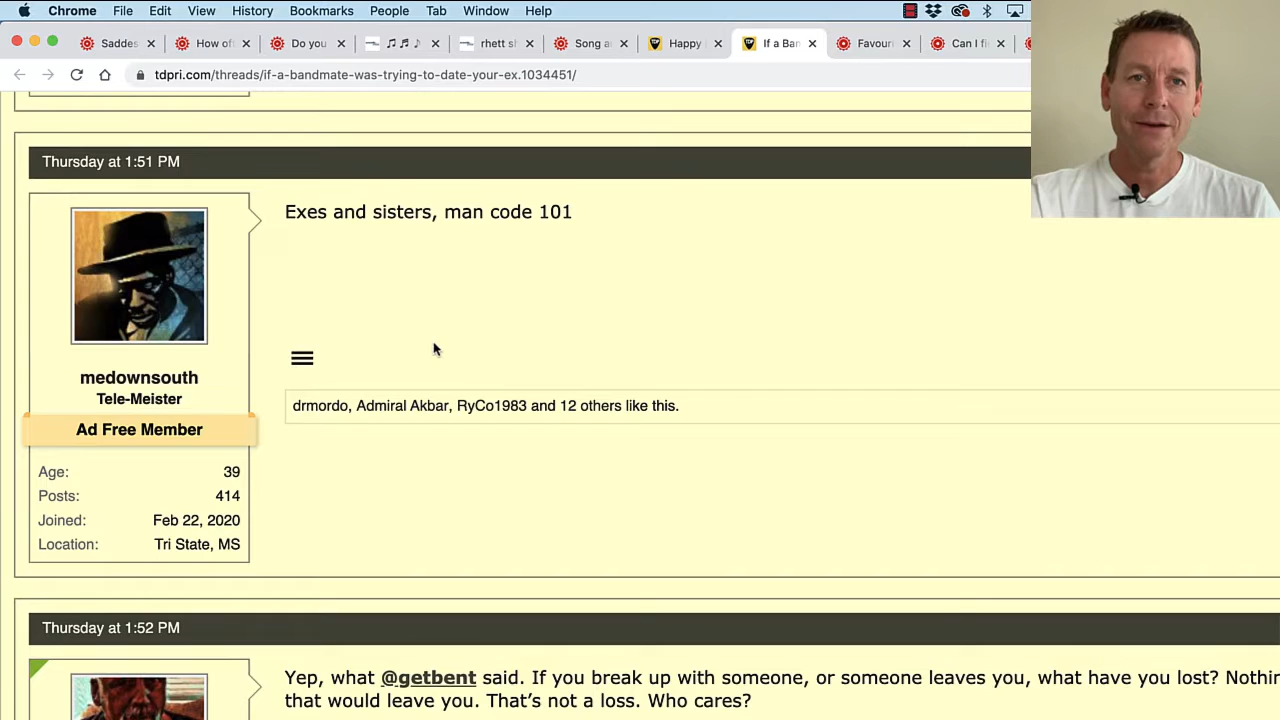 Chrome File Edit View History Bookmarks People Tab Window Help
Saddes How of Do you rhett sl Song a Happy If a Ban Favour Can I fi
tdpri.com/threads/if-a-bandmate-was-trying-to-date-your-ex.1034451/
Thursday at 1:51 PM
Exes and sisters, man code 101
medownsouth
Tele-Meister
Ad Free Member
Age: 39
Posts: 414
Joined: Feb 22, 2020
Location: Tri State, MS
drmordo, Admiral Akbar, RyCo1983 and 12 others like this.
Thursday at 1:52 PM
Yep, what @getbent said. If you break up with someone, or someone leaves you, what have you lost? Nothin
that would leave you. That’s not a loss. Who cares?